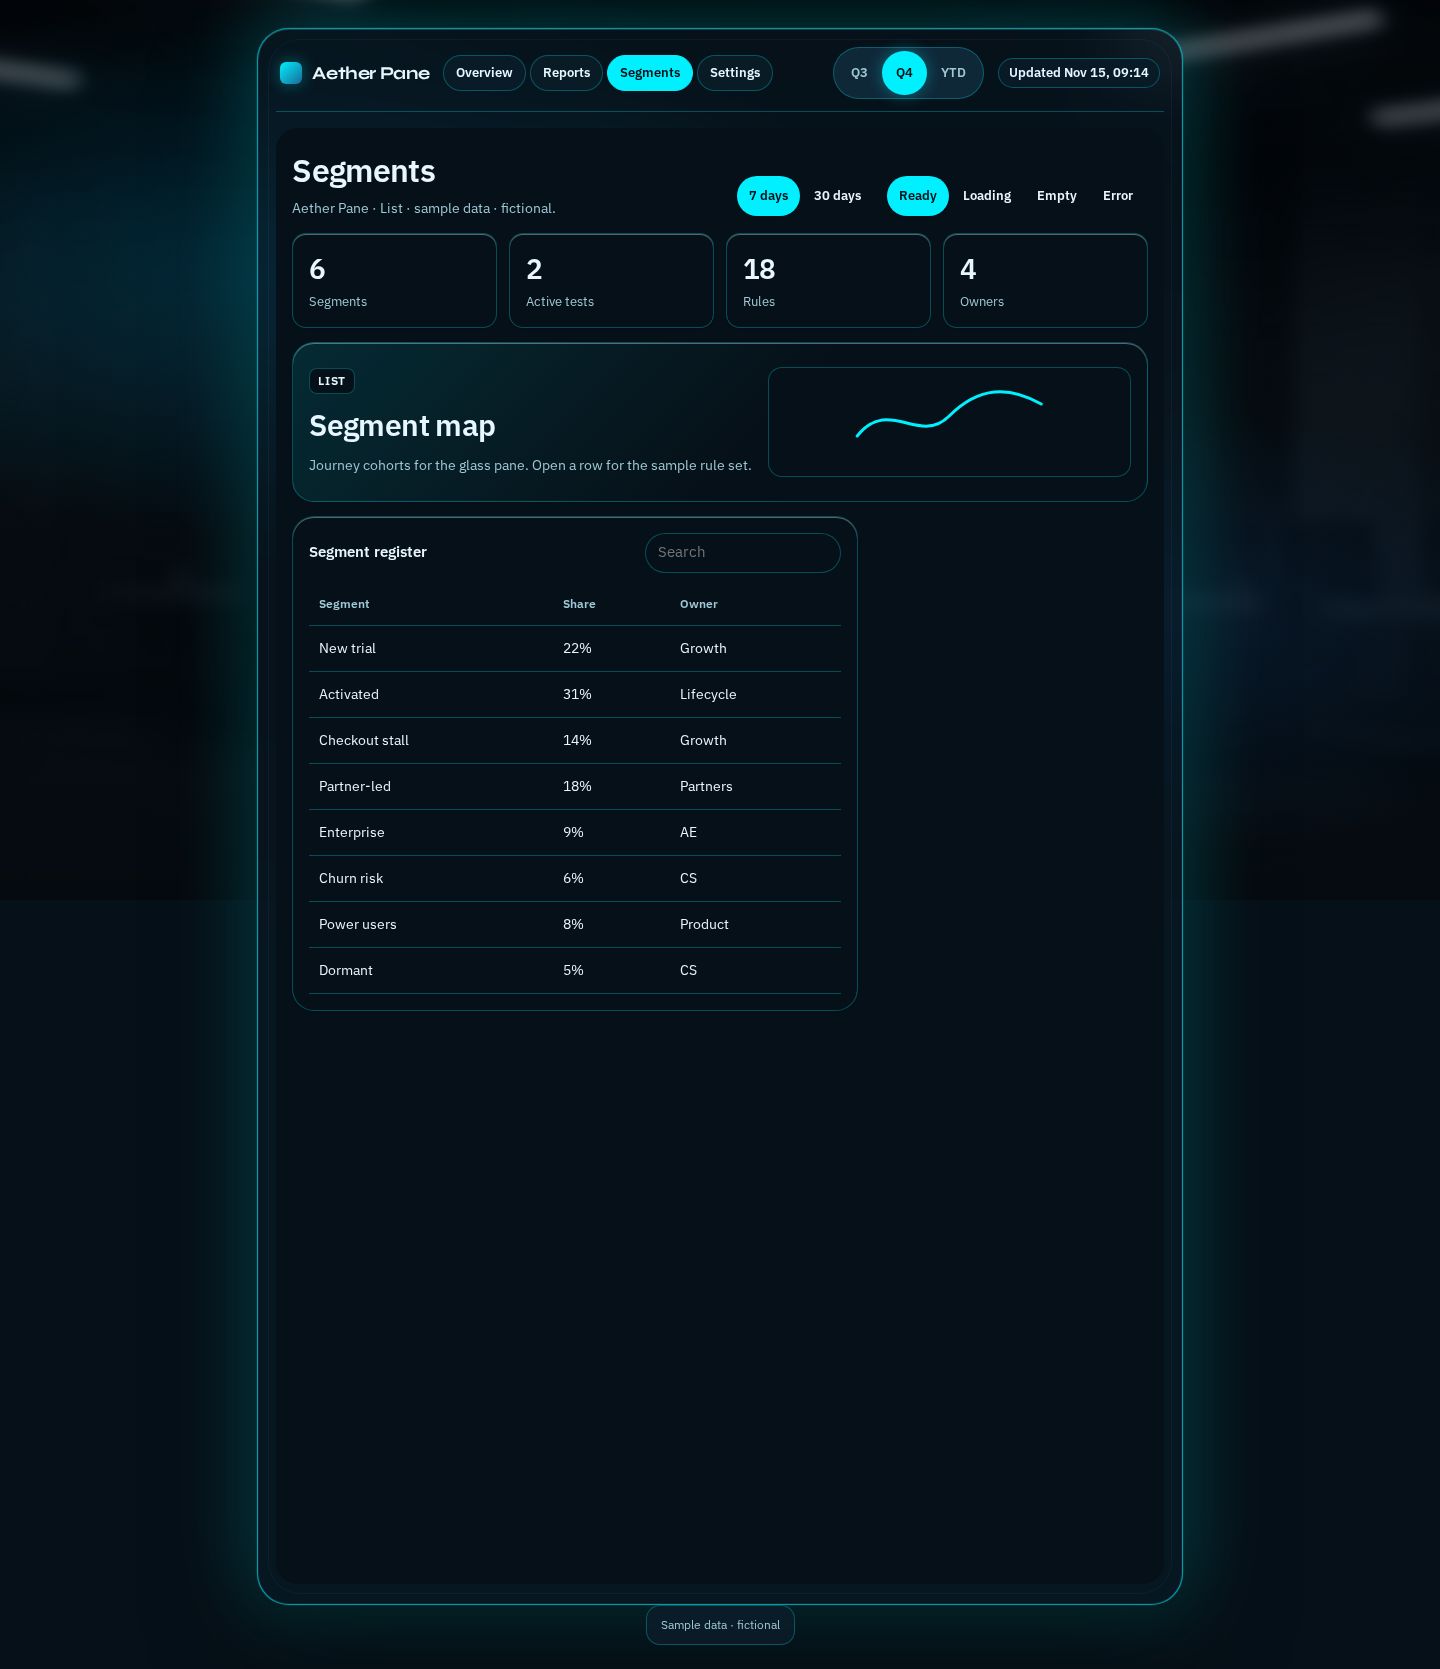 Aether Pane Overview Reports Segments Settings Q3 Q4 YTD Updated Nov 15, 09:14
Segments
Aether Pane · List · sample data · fictional.
7 days 30 days Ready Loading Empty Error
6
Segments
2
Active tests
18
Rules
4
Owners
LIST
Segment map
Journey cohorts for the glass pane. Open a row for the sample rule set.
Segment register
Search
Segment Share Owner
New trial 22% Growth
Activated 31% Lifecycle
Checkout stall 14% Growth
Partner-led 18% Partners
Enterprise 9% AE
Churn risk 6% CS
Power users 8% Product
Dormant 5% CS
Sample data · fictional